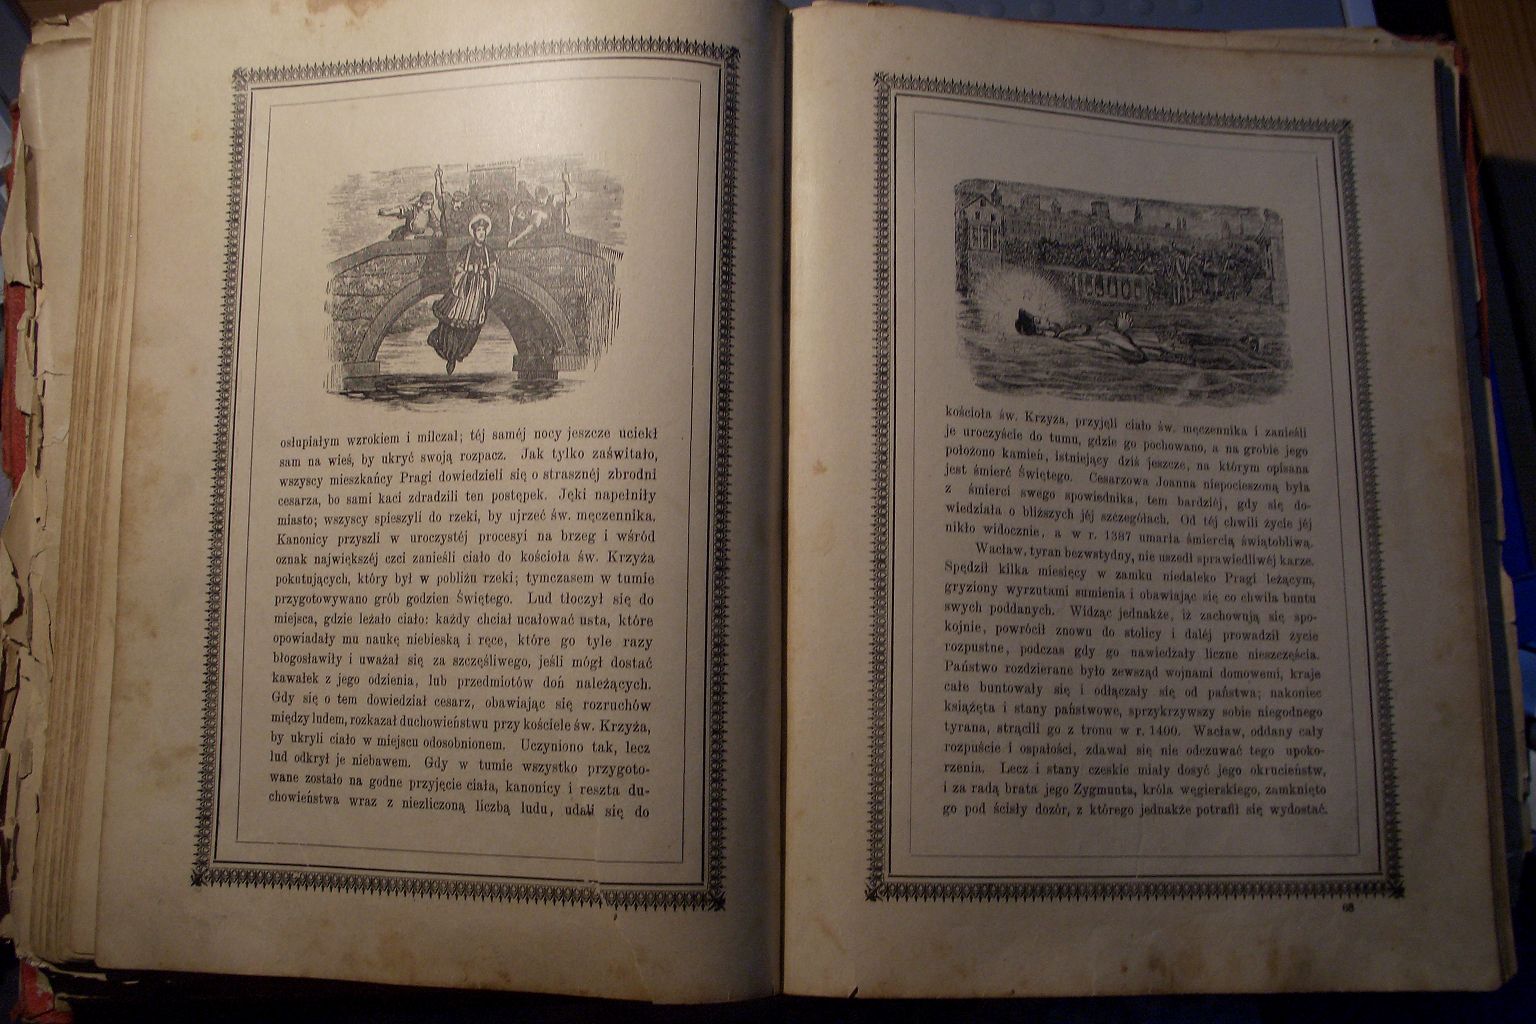 osłupiałym wzrokiem i milczał; téj saméj nocy jeszcze uciekł
sam na wieś, by ukryć swoją rozpacz. Jak tylko zaświtało,
wszyscy mieszkańcy Pragi dowiedzieli się o strasznéj zbrodni
cesarza, bo sami kaci zdradzili ten postępek. Jęki napełniły
miasto; wszyscy spieszyli do rzeki, by ujrzeć św. męczennika.
Kanonicy przyszli w uroczystéj procesyi na brzeg i wśród
oznak największéj czci zanieśli ciało do kościoła św. Krzyża
pokutujących, który był w pobliżu rzeki; tymczasem w tumie
przygotowywano grób godzien Świętego. Lud tłoczył się do
miejsca, gdzie leżało ciało: każdy chciał ucałować usta, które
opowiadały mu naukę niebieską i ręce, które go tyle razy
błogosławiły i uważał się za szczęśliwego, jeśli mógł dostać
kawałek z jego odzienia, lub przedmiotów doń należących.
Gdy się o tem dowiedział cesarz, obawiając się rozruchów
między ludem, rozkazał duchowieństwu przy kościele św. Krzyża,
by ukryli ciało w miejscu odosobnionem. Uczyniono tak, lecz
lud odkrył je niebawem. Gdy w tumie wszystko przygoto-
wane zostało na godne przyjęcie ciała, kanonicy i reszta du-
chowieństwa wraz z niezliczoną liczbą ludu, udali się do
kościoła św. Krzyża, przyjęli ciało św. męczennika i zanieśli
je uroczyście do tumu, gdzie go pochowano, a na grobie jego
położono kamień, istniejący dziś jeszcze, na którym opisana
jest śmierć Świętego. Cesarzowa Joanna niepocieszoną była
z śmierci swego spowiednika, tem bardziéj, gdy się do-
wiedziała o bliższych jéj szczegółach. Od téj chwili życie jéj
nikło widocznie, a w r. 1387 umarła śmiercią świątobliwą.
Wacław, tyran bezwstydny, nie uszedł sprawiedliwéj karze.
Spędził kilka miesięcy w zamku niedaleko Pragi leżącym,
gryziony wyrzutami sumienia i obawiając się co chwila buntu
swych poddanych. Widząc jednakże, iż zachowują się spo-
kojnie, powrócił znowu do stolicy i daléj prowadził życie
rozpustne, podczas gdy go nawiedzały liczne nieszczęścia.
Państwo rozdzierane było zewsząd wojnami domowemi, kraje
całe buntowały się i odłączały się od państwa; nakoniec
książęta i stany państwowe, sprzykrzywszy sobie niegodnego
tyrana, strącili go z tronu w r. 1400. Wacław, oddany cały
rozpuście i ospałości, zdawał się nie odczuwać tego upoko-
rzenia. Lecz i stany czeskie miały dosyć jego okrucieństw,
i za radą brata jego Zygmunta, króla węgierskiego, zamknięto
go pod ścisły dozór, z którego jednakże potrafił się wydostać.
68